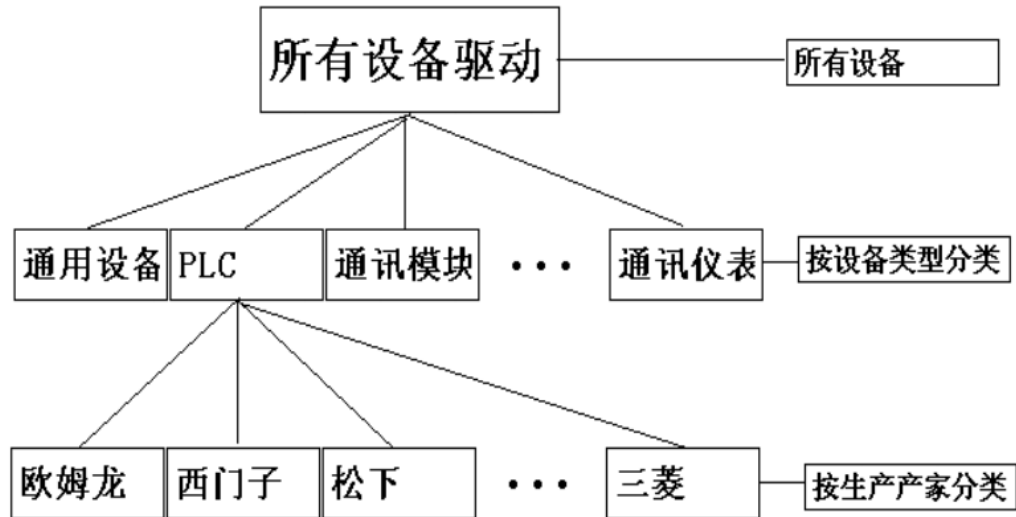 所有设备驱动
所有设备
通用设备
PLC
通讯模块
•••
通讯仪表
按设备类型分类
欧姆龙
西门子
松下
•••
三菱
按生产产家分类